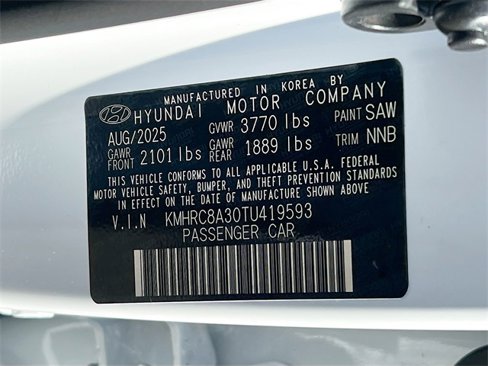 MANUFACTURED IN KOREA BY
HYUNDAI MOTOR COMPANY
AUG/2025 GVWR 3770 lbs PAINT SAW
GAWR FRONT 2101 lbs GAWR REAR 1889 lbs TRIM NNB
THIS VEHICLE CONFORMS TO ALL APPLICABLE U.S.A. FEDERAL
MOTOR VEHICLE SAFETY, BUMPER, AND THEFT PREVENTION STANDARDS
IN EFFECT ON THE DATE OF MANUFACTURE SHOWN ABOVE.
V.I.N KMHRC8A30TU419593
PASSENGER CAR